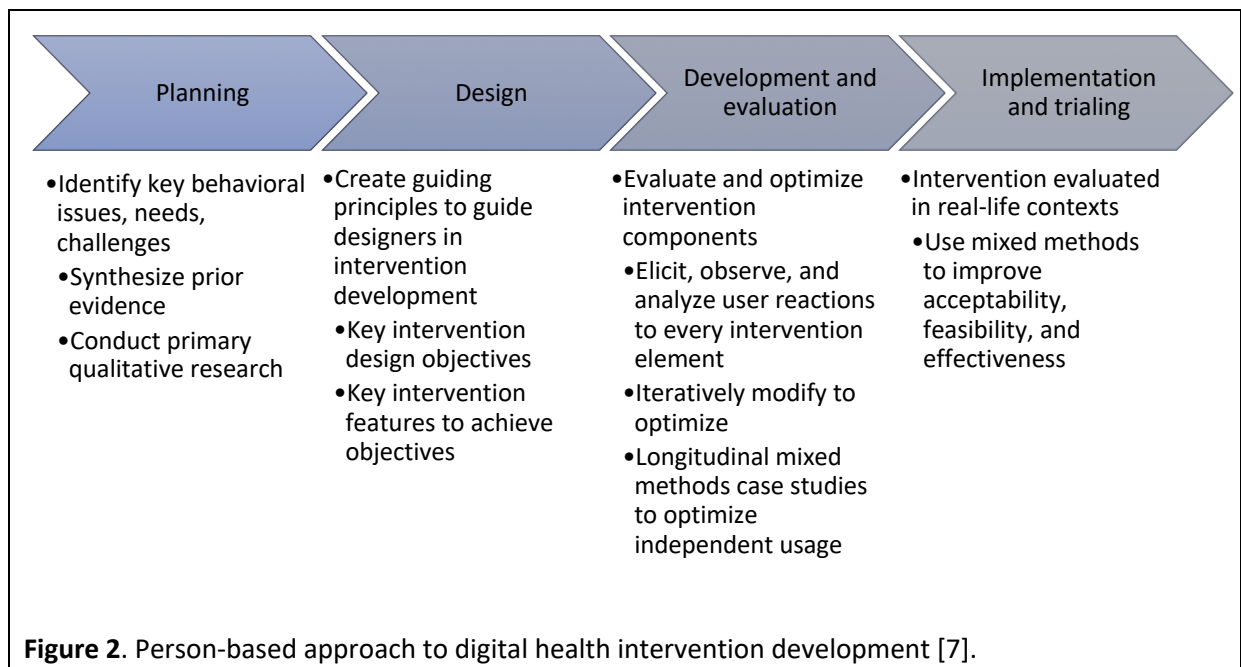 Planning
Design
Development and
evaluation
Implementation
and trialing
•Identify key behavioral
issues, needs,
challenges
•Synthesize prior
evidence
•Conduct primary
qualitative research
•Create guiding
principles to guide
designers in
intervention
development
•Key intervention
design objectives
•Key intervention
features to achieve
objectives
•Evaluate and optimize
intervention
components
•Elicit, observe, and
analyze user reactions
to every intervention
element
•Iteratively modify to
optimize
•Longitudinal mixed
methods case studies
to optimize
independent usage
•Intervention evaluated
in real-life contexts
•Use mixed methods
to improve
acceptability,
feasibility, and
effectiveness
Figure 2. Person-based approach to digital health intervention development [7].